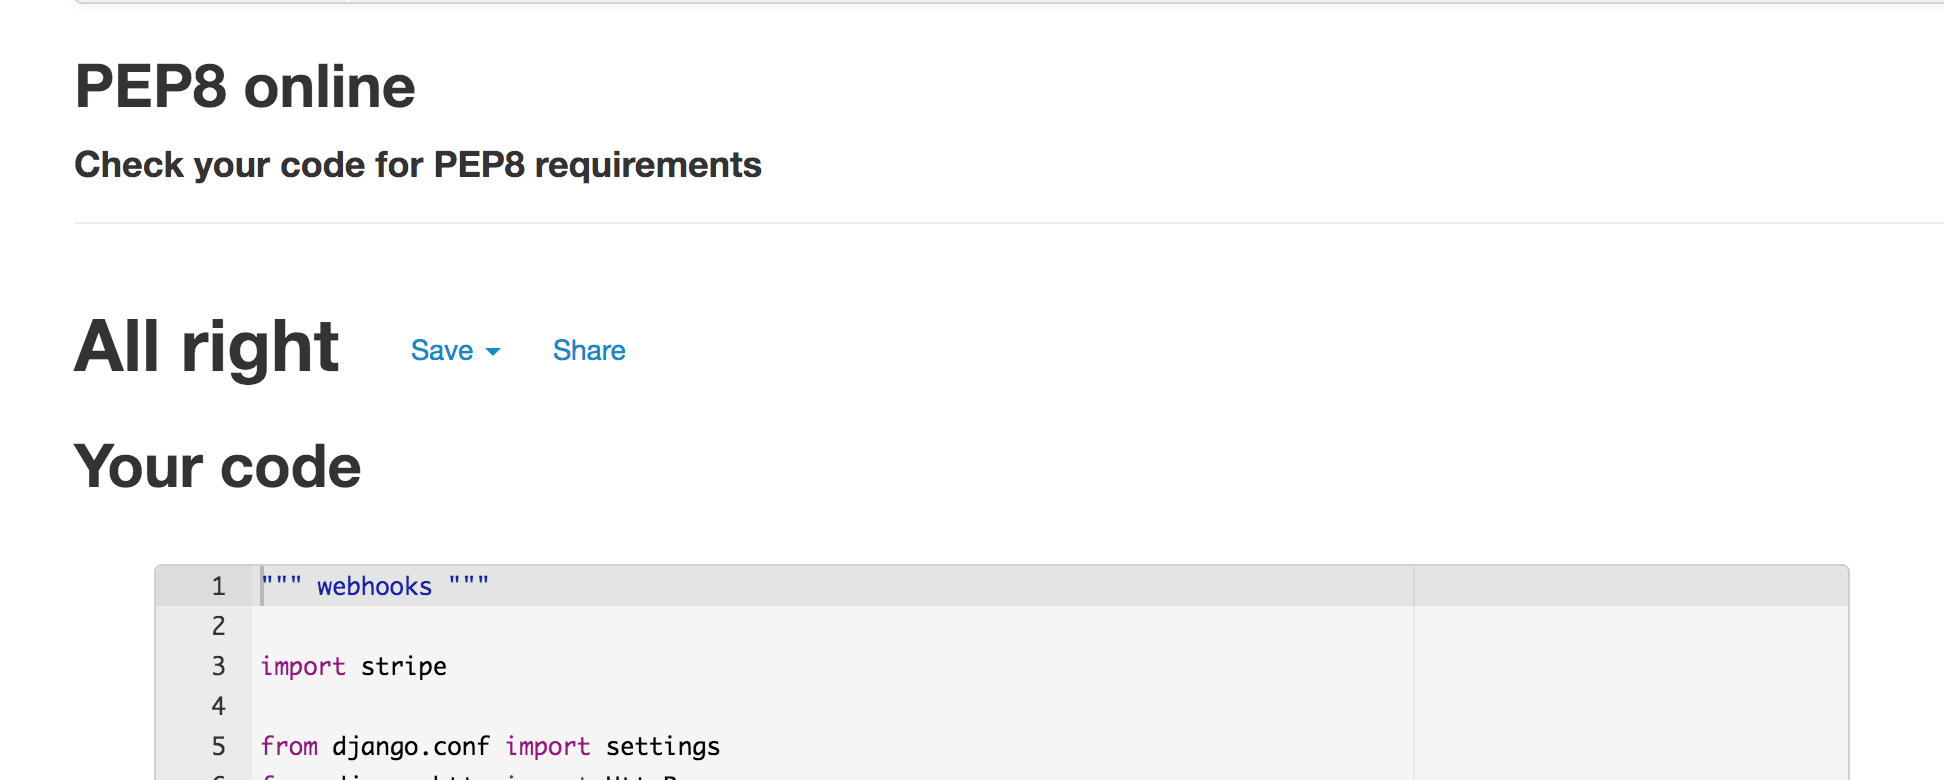 PEP8 online
Check your code for PEP8 requirements
All right Save Share
Your code
1 """ webhooks """
2
3 import stripe
4
5 from django.conf import settings